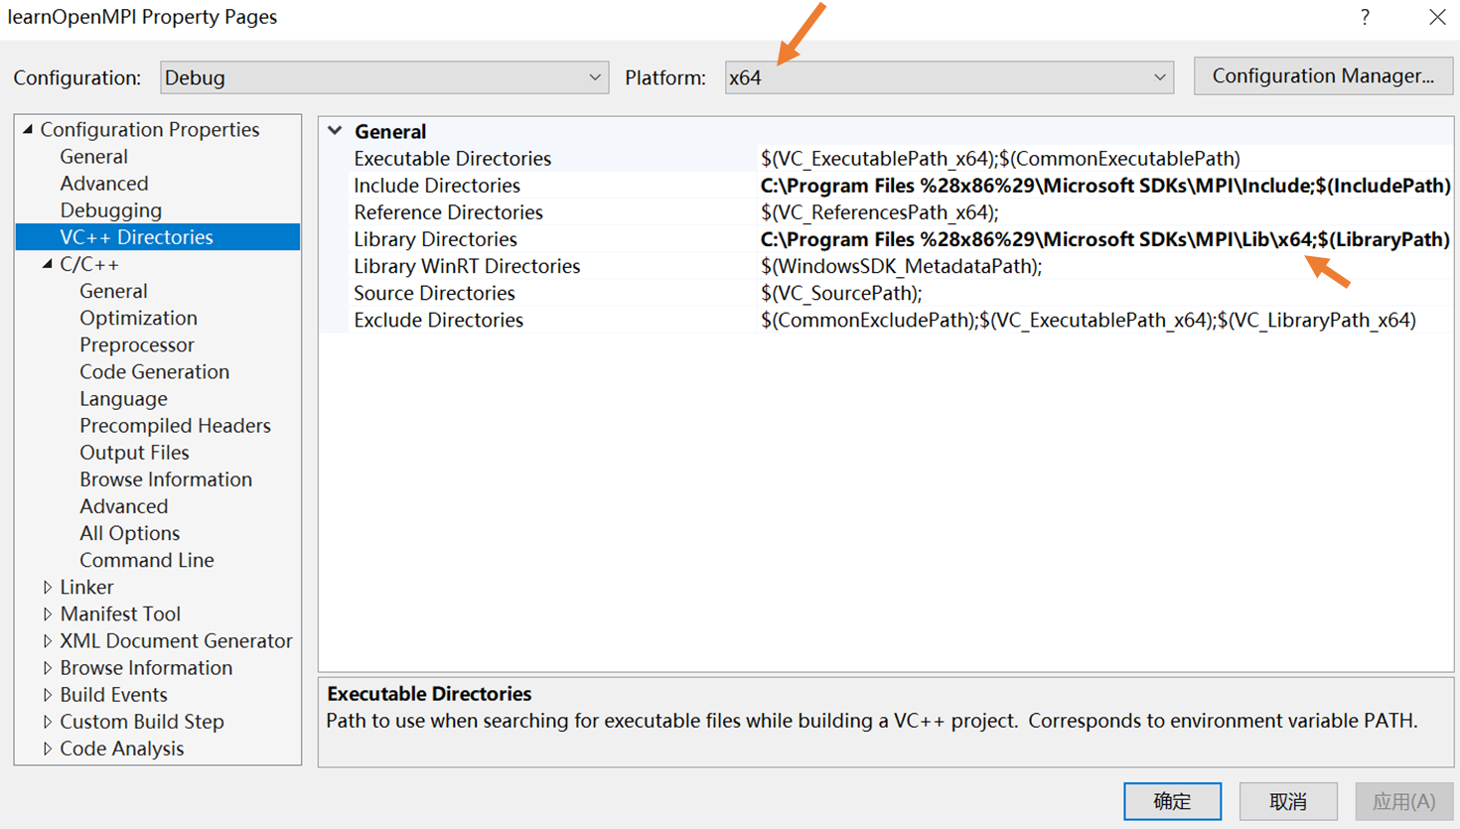 learnOpenMPI Property Pages
?
Configuration: Debug Platform: x64 Configuration Manager...
Configuration Properties
General
Advanced
Debugging
VC++ Directories
C/C++
General
Optimization
Preprocessor
Code Generation
Language
Precompiled Headers
Output Files
Browse Information
Advanced
All Options
Command Line
Linker
Manifest Tool
XML Document Generator
Browse Information
Build Events
Custom Build Step
Code Analysis
General
Executable Directories $(VC_ExecutablePath_x64);$(CommonExecutablePath)
Include Directories C:\Program Files %28x86%29\Microsoft SDKs\MPI\Include;$(IncludePath)
Reference Directories $(VC_ReferencesPath_x64);
Library Directories C:\Program Files %28x86%29\Microsoft SDKs\MPI\Lib\x64;$(LibraryPath)
Library WinRT Directories $(WindowsSDK_MetadataPath);
Source Directories $(VC_SourcePath);
Exclude Directories $(CommonExcludePath);$(VC_ExecutablePath_x64);$(VC_LibraryPath_x64)
Executable Directories
Path to use when searching for executable files while building a VC++ project.  Corresponds to environment variable PATH.
确定 取消 应用(A)